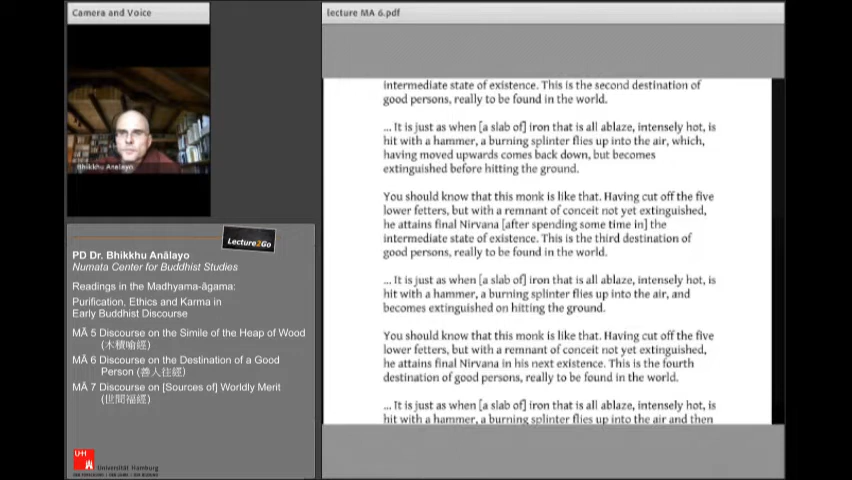 Camera and Voice
Bhikkhu Analayo.
Lecture2Go
PD Dr. Bhikkhu Anālayo
Numata Center for Buddhist Studies
Readings in the Madhyama-āgama:
Purification, Ethics and Karma in
Early Buddhist Discourse
MĀ 5 Discourse on the Simile of the Heap of Wood
(木積喻經)
MĀ 6 Discourse on the Destination of a Good
Person (善人往經)
MĀ 7 Discourse on [Sources of] Worldly Merit
(世間福經)
UH
Universität Hamburg
lecture MA 6.pdf
intermediate state of existence. This is the second destination of
good persons, really to be found in the world.
... It is just as when [a slab of] iron that is all ablaze, intensely hot, is
hit with a hammer, a burning splinter flies up into the air, which,
having moved upwards comes back down, but becomes
extinguished before hitting the ground.
You should know that this monk is like that. Having cut off the five
lower fetters, but with a remnant of conceit not yet extinguished,
he attains final Nirvana [after spending some time in] the
intermediate state of existence. This is the third destination of
good persons, really to be found in the world.
... It is just as when [a slab of] iron that is all ablaze, intensely hot, is
hit with a hammer, a burning splinter flies up into the air, and
becomes extinguished on hitting the ground.
You should know that this monk is like that. Having cut off the five
lower fetters, but with a remnant of conceit not yet extinguished,
he attains final Nirvana in his next existence. This is the fourth
destination of good persons, really to be found in the world.
... It is just as when [a slab of] iron that is all ablaze, intensely hot, is
hit with a hammer, a burning splinter flies up into the air and then